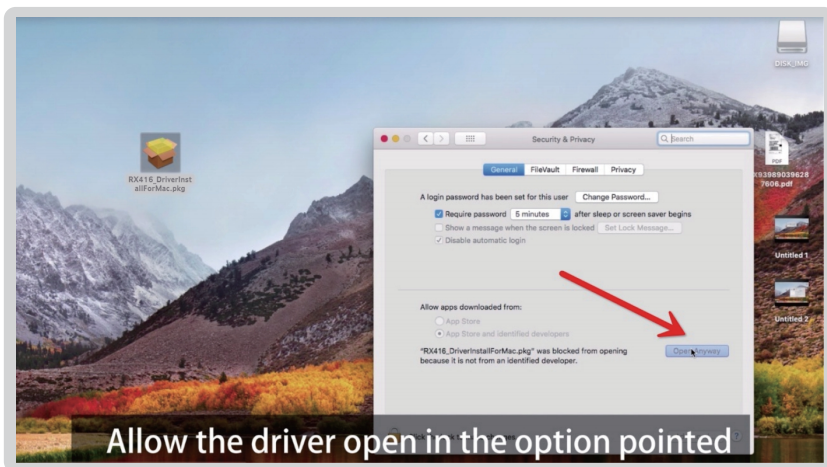 DISK_IMG
Security & Privacy
Search
PDF
X93989039628
7606.pdf
RX416_DriverInst
allForMac.pkg
General FileVault Firewall Privacy
A login password has been set for this user Change Password...
Require password 5 minutes after sleep or screen saver begins
Show a message when the screen is locked Set Lock Message...
Disable automatic login
Untitled 1
Allow apps downloaded from:
App Store
App Store and identified developers
Untitled 2
"RX416_DriverInstallForMac.pkg" was blocked from opening
because it is not from an identified developer.
Open Anyway
?
Allow the driver open in the option pointed